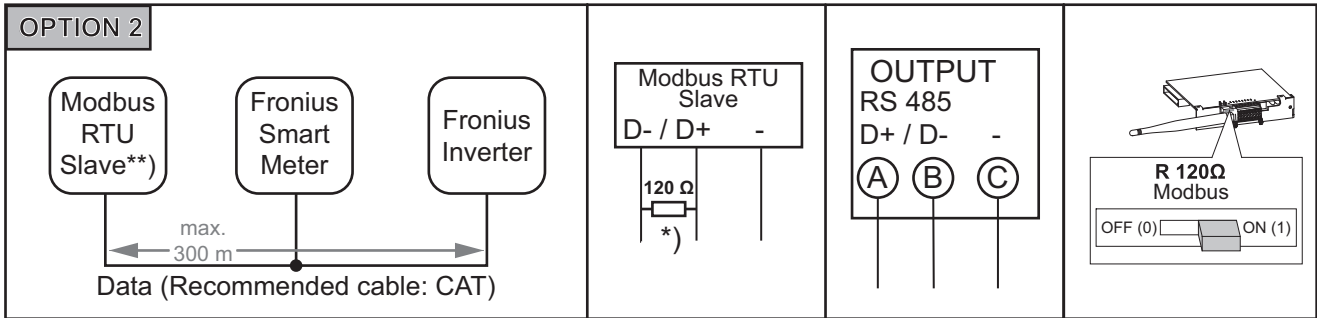 OPTION 2
Modbus
RTU
Slave**)
Fronius
Smart
Meter
Fronius
Inverter
max.
300 m
Data (Recommended cable: CAT)
Modbus RTU
Slave
D- / D+ -
120 Ω
*)
OUTPUT
RS 485
D+ / D- -
A B C
R 120Ω
Modbus
OFF (0) ON (1)